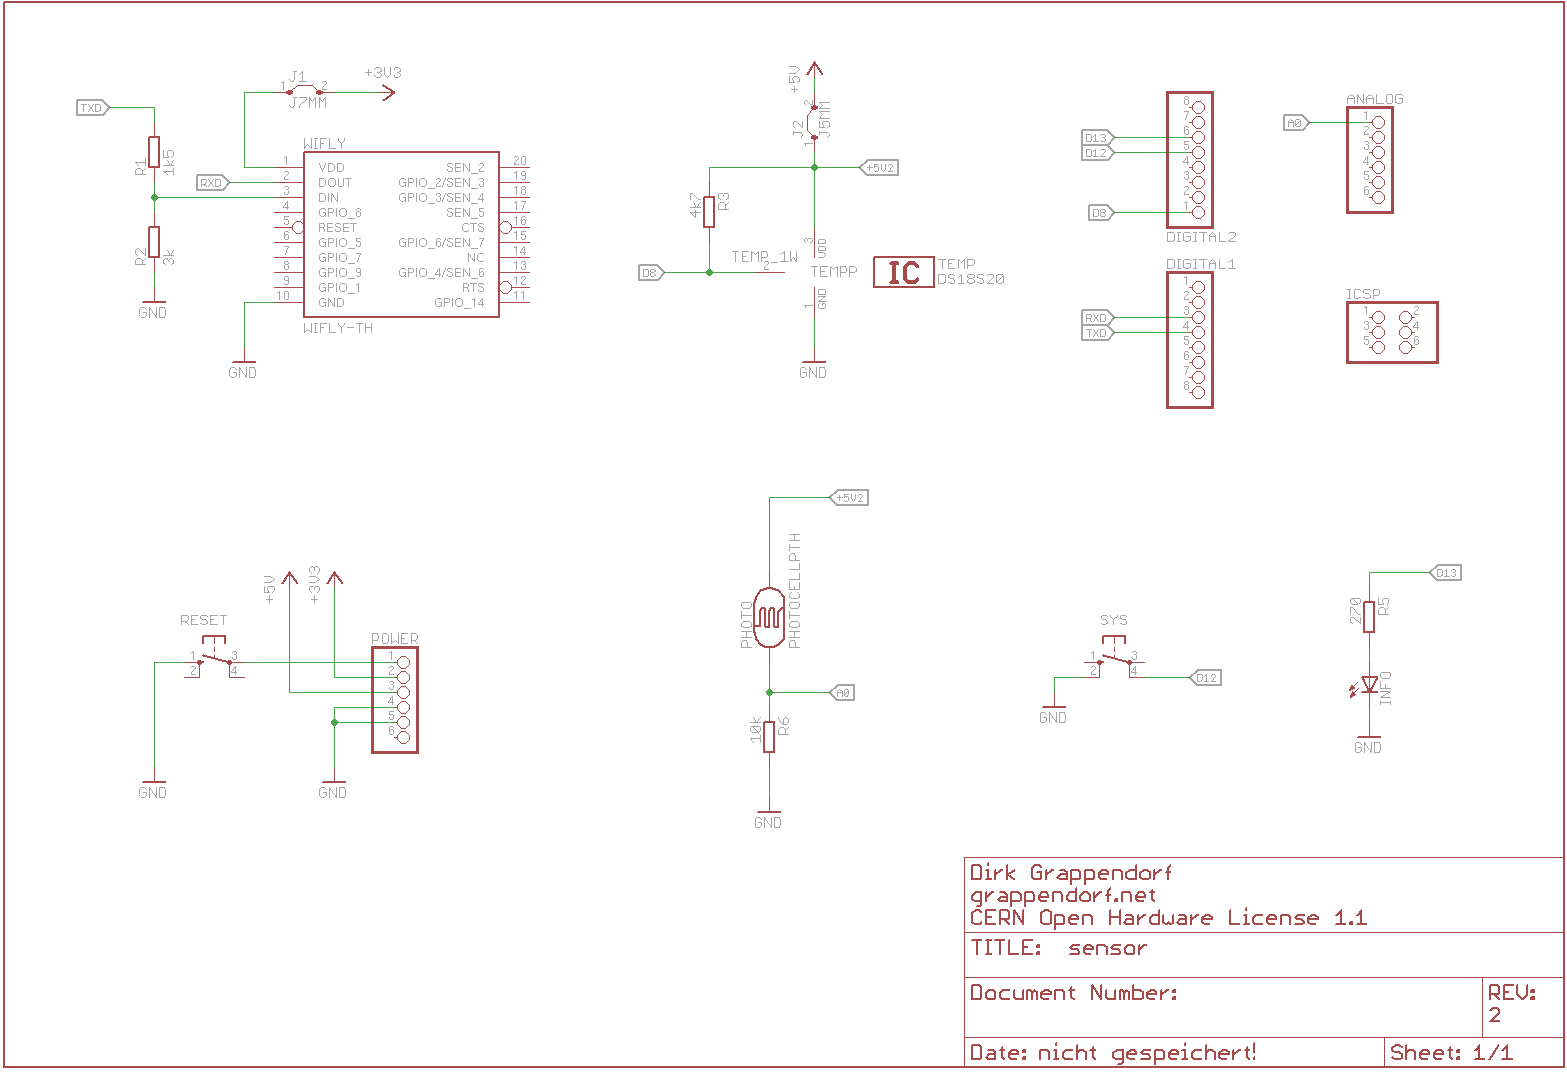 TXD
R1
1k5
R2
3k
GND
J1
1 2
J7MM
+3V3
RXD
WIFLY
1 VDD SEN_2 20
2 DOUT GPIO_2/SEN_3 19
3 DIN GPIO_3/SEN_4 18
4 GPIO_8 SEN_5 17
5 RESET CTS 16
6 GPIO_5 GPIO_6/SEN_7 15
7 GPIO_7 NC 14
8 GPIO_9 GPIO_4/SEN_6 13
9 GPIO_1 RTS 12
10 GND GPIO_14 11
WIFLY-TH
GND
+5V
2
J2
J5MM
1
+5V2
4k7
R3
D8
TEMP_1W
2
3
VDD
TEMPP
GND
1
GND
IC
TEMP
DS18S20
D13
D12
D8
8
7
6
5
4
3
2
1
DIGITAL2
DIGITAL1
RXD
TXD
1
2
3
4
5
6
7
8
A0
ANALOG
1
2
3
4
5
6
ICSP
1 2
3 4
5 6
RESET
1 3
2 4
GND
+5V
+3V3
POWER
1
2
3
4
5
6
GND
+5V2
PHOTO
PHOTOCELLPTH
A0
10k
R6
GND
SYS
1 3
2 4
D12
GND
D13
270
R5
INFO
GND
Dirk Grappendorf
grappendorf.net
CERN Open Hardware License 1.1
TITLE: sensor
Document Number:
REV:
2
Date: nicht gespeichert!
Sheet: 1/1